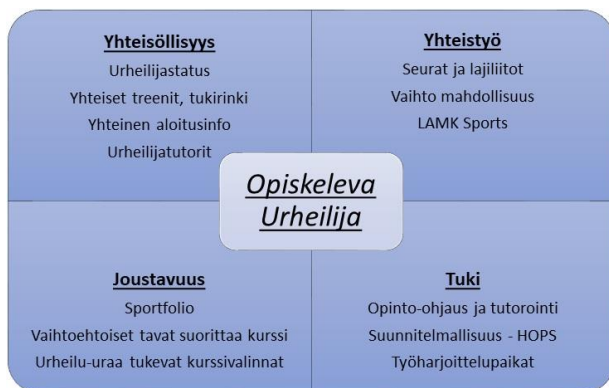 Yhteisöllisyys
Urheilijastatus
Yhteiset treenit, tukirinki
Yhteinen aloitusinfo
Urheilijatutorit
Yhteistyö
Seurat ja lajiliitot
Vaihto mahdollisuus
LAMK Sports
Opiskeleva
Urheilija
Joustavuus
Sportfolio
Vaihtoehtoiset tavat suorittaa kurssi
Urheilu-uraa tukevat kurssivalinnat
Tuki
Opinto-ohjaus ja tutorointi
Suunnitelmallisuus - HOPS
Työharjoittelupaikat